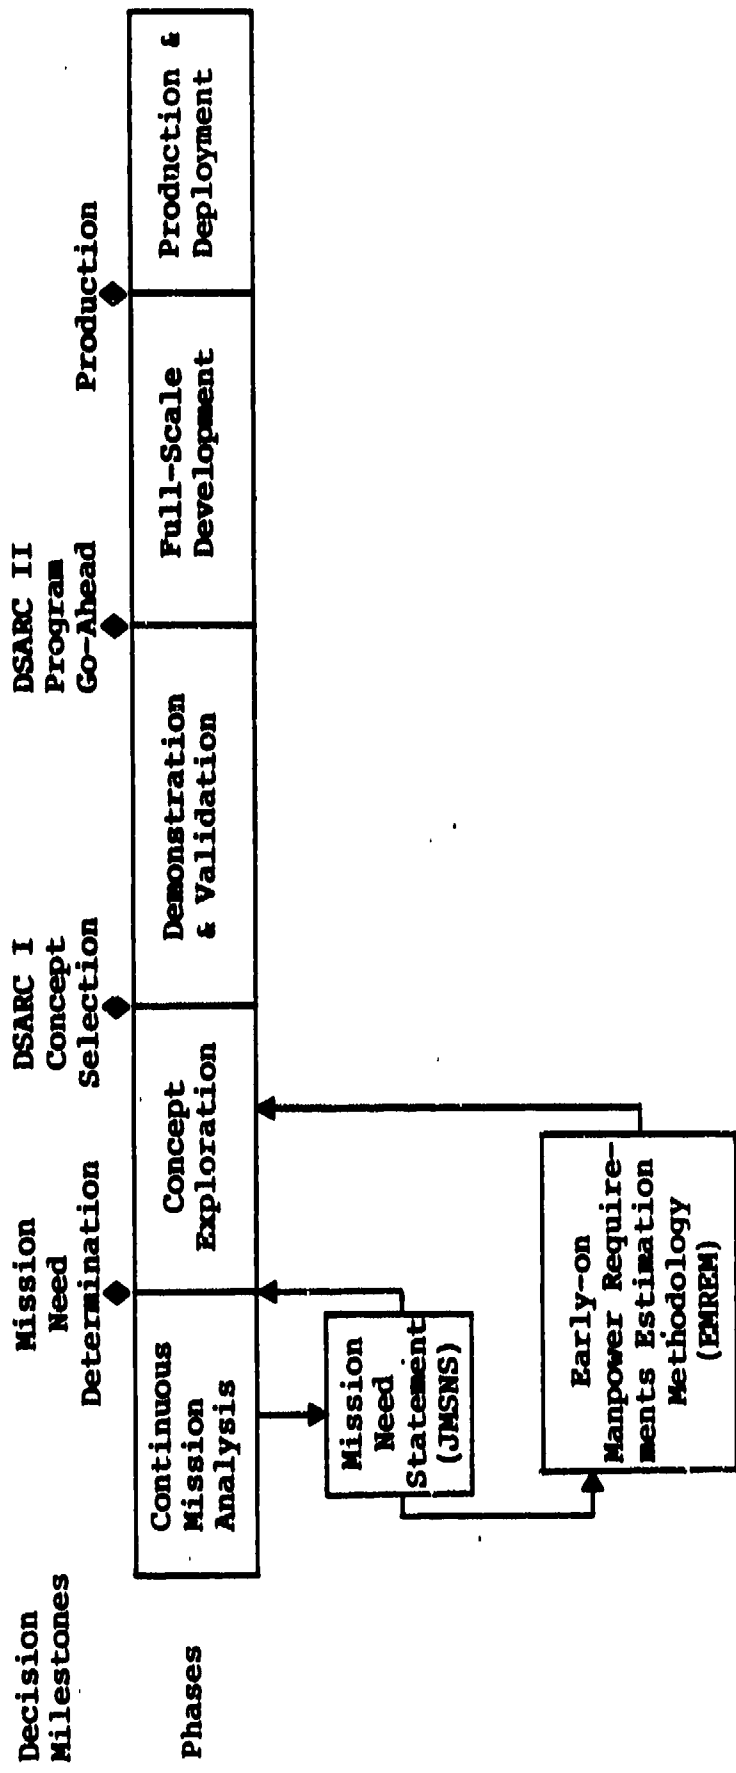 Decision
Milestones
Mission
Need
Determination
DSARC I
Concept
Selection
DSARC II
Program
Go-Ahead
Production
Phases
Continuous
Mission
Analysis
Concept
Exploration
Demonstration
& Validation
Full-Scale
Development
Production &
Deployment
Mission
Need
Statement
(JMSNS)
Early-on
Manpower Require-
ments Estimation
Methodology
(EMREM)